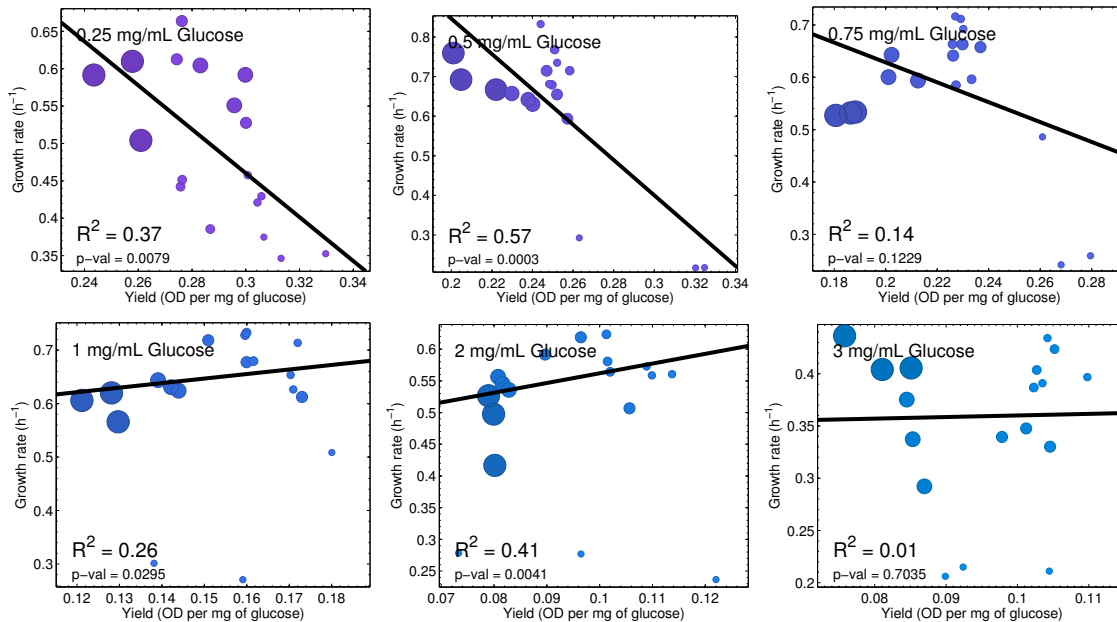 0.25 mg/mL Glucose
0.65
0.6
0.55
0.5
0.45
0.4
0.35
Growth rate (h⁻¹)
R² = 0.37
p-val = 0.0079
0.24 0.26 0.28 0.3 0.32 0.34
Yield (OD per mg of glucose)
0.5 mg/mL Glucose
0.8
0.7
0.6
0.5
0.4
0.3
Growth rate (h⁻¹)
R² = 0.57
p-val = 0.0003
0.2 0.22 0.24 0.26 0.28 0.30 0.32 0.34
Yield (OD per mg of glucose)
0.75 mg/mL Glucose
0.7
0.6
0.5
0.4
0.3
Growth rate (h⁻¹)
R² = 0.14
p-val = 0.1229
0.18 0.2 0.22 0.24 0.26 0.28
Yield (OD per mg of glucose)
1 mg/mL Glucose
0.7
0.6
0.5
0.4
0.3
Growth rate (h⁻¹)
R² = 0.26
p-val = 0.0295
0.12 0.13 0.14 0.15 0.16 0.17 0.18
Yield (OD per mg of glucose)
2 mg/mL Glucose
0.65
0.6
0.55
0.5
0.45
0.4
0.35
0.3
0.25
Growth rate (h⁻¹)
R² = 0.41
p-val = 0.0041
0.07 0.08 0.09 0.1 0.11 0.12
Yield (OD per mg of glucose)
3 mg/mL Glucose
0.4
0.35
0.3
0.25
0.2
Growth rate (h⁻¹)
R² = 0.01
p-val = 0.7035
0.08 0.09 0.1 0.11
Yield (OD per mg of glucose)